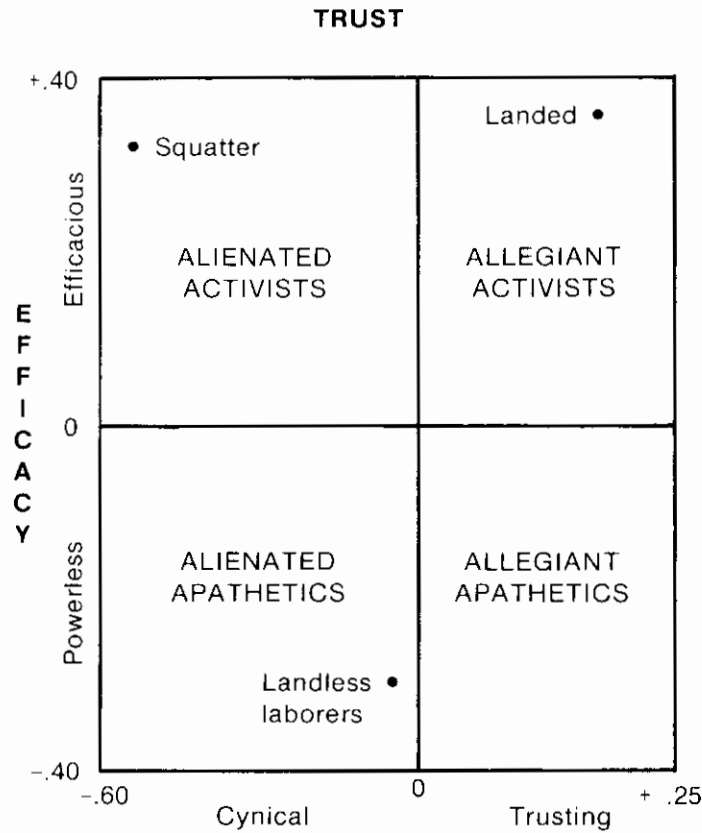 TRUST
+.40
Landed
Squatter
Efficacious
ALIENATED
ACTIVISTS
ALLEGIANT
ACTIVISTS
EFFICACY
0
Powerless
ALIENATED
APATHETICS
ALLEGIANT
APATHETICS
Landless
laborers
-.40
-.60
0
+ .25
Cynical
Trusting